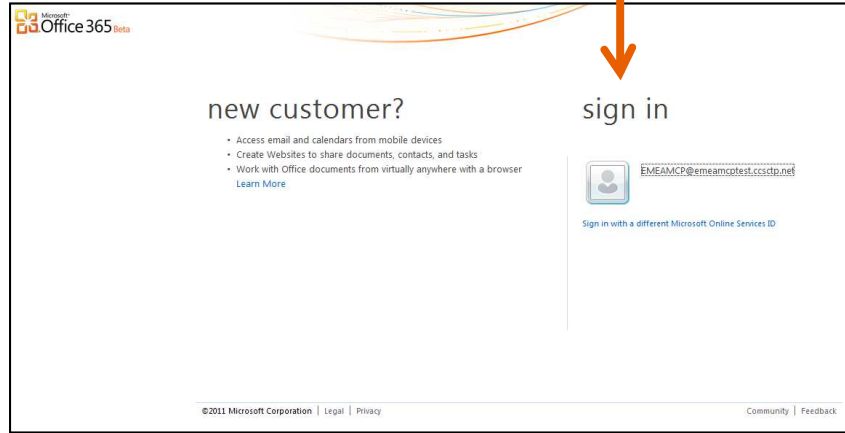 Microsoft
Office 365 Beta
new customer?
• Access email and calendars from mobile devices
• Create Websites to share documents, contacts, and tasks
• Work with Office documents from virtually anywhere with a browser
Learn More
sign in
EMEAMCP@emeamcptest.ccsctp.net
Sign in with a different Microsoft Online Services ID
©2011 Microsoft Corporation | Legal | Privacy
Community | Feedback